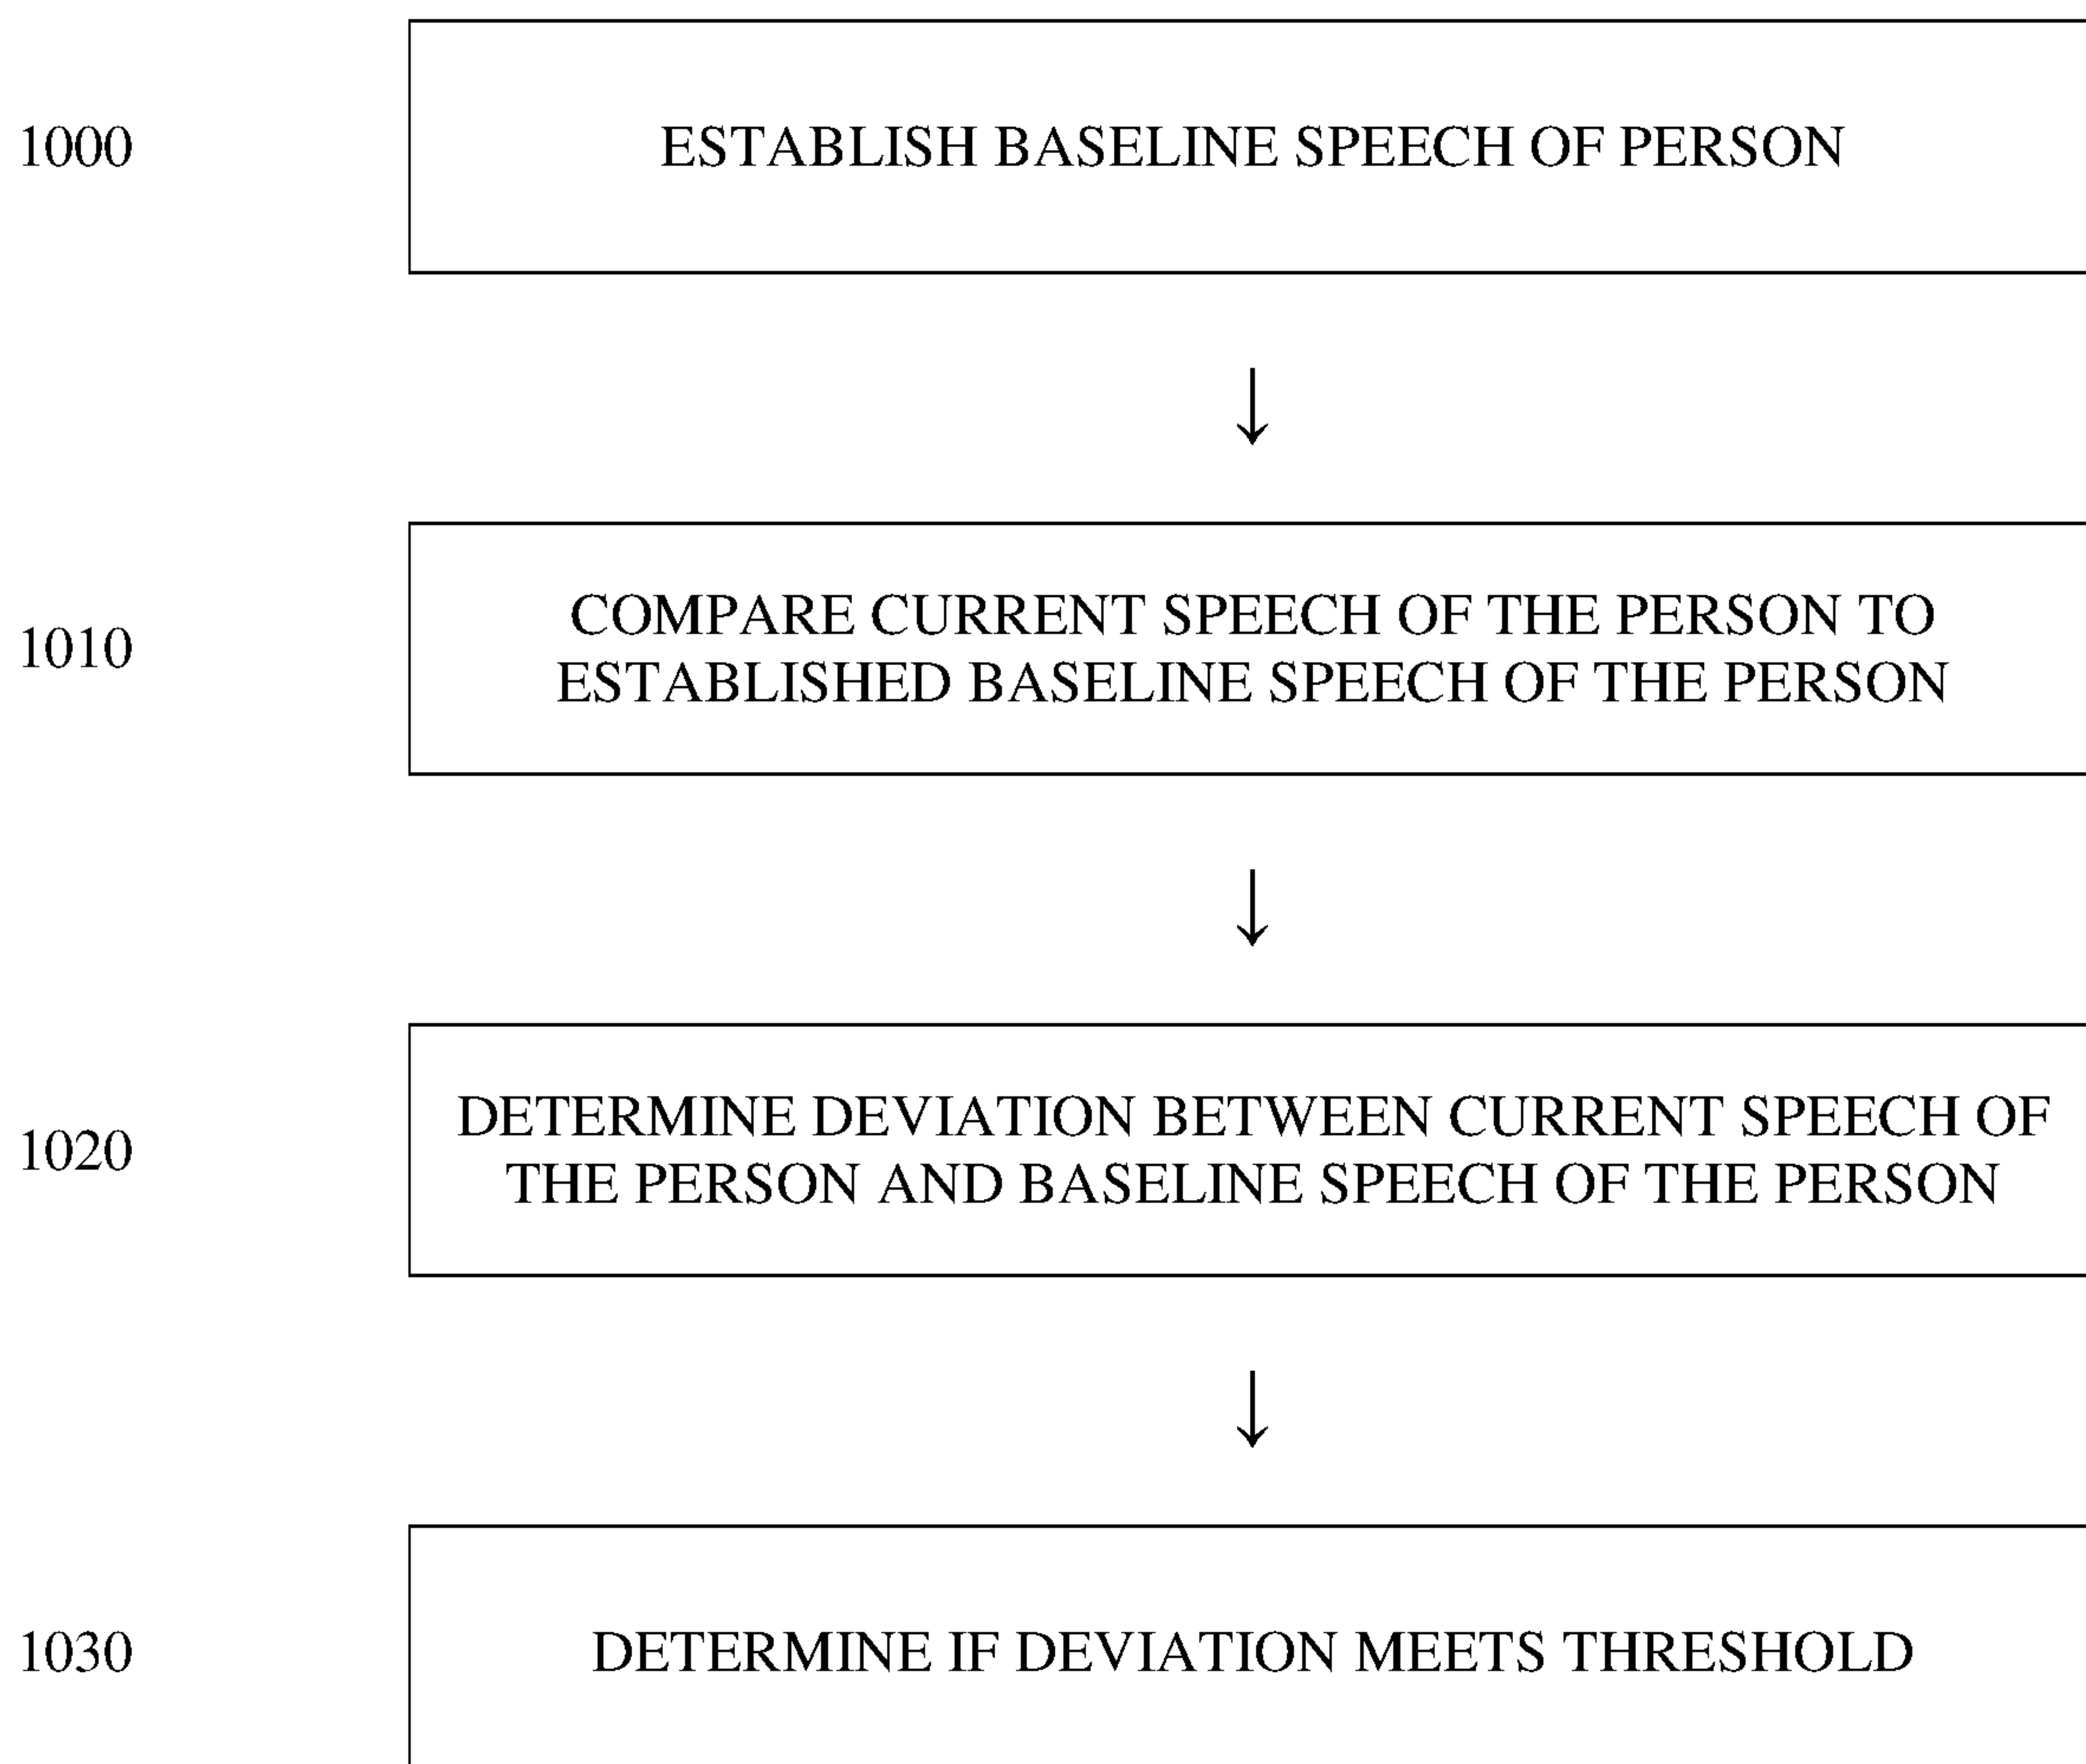 1000
ESTABLISH BASELINE SPEECH OF PERSON
1010
COMPARE CURRENT SPEECH OF THE PERSON TO
ESTABLISHED BASELINE SPEECH OF THE PERSON
1020
DETERMINE DEVIATION BETWEEN CURRENT SPEECH OF
THE PERSON AND BASELINE SPEECH OF THE PERSON
1030
DETERMINE IF DEVIATION MEETS THRESHOLD